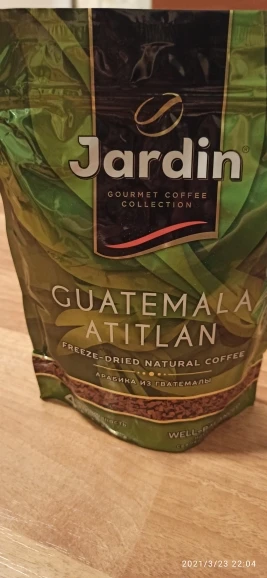 Jardin®
GOURMET COFFEE
COLLECTION
GUATEMALA
ATITLAN
FREEZE-DRIED NATURAL COFFEE
АРАБИКА ИЗ ГВАТЕМАЛЫ
2021/3/23 22:04